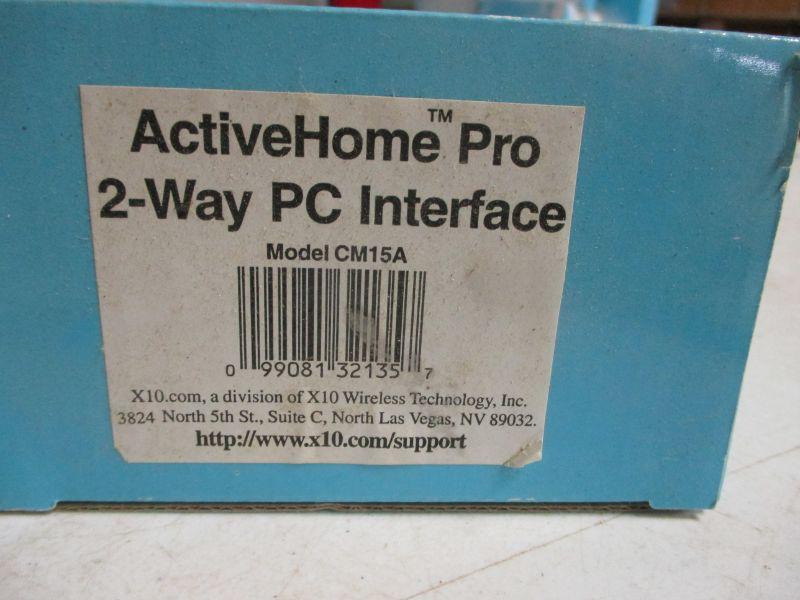 ActiveHome™ Pro
2-Way PC Interface
Model CM15A
0 99081 32135 7
X10.com, a division of X10 Wireless Technology, Inc.
3824 North 5th St., Suite C, North Las Vegas, NV 89032.
http://www.x10.com/support